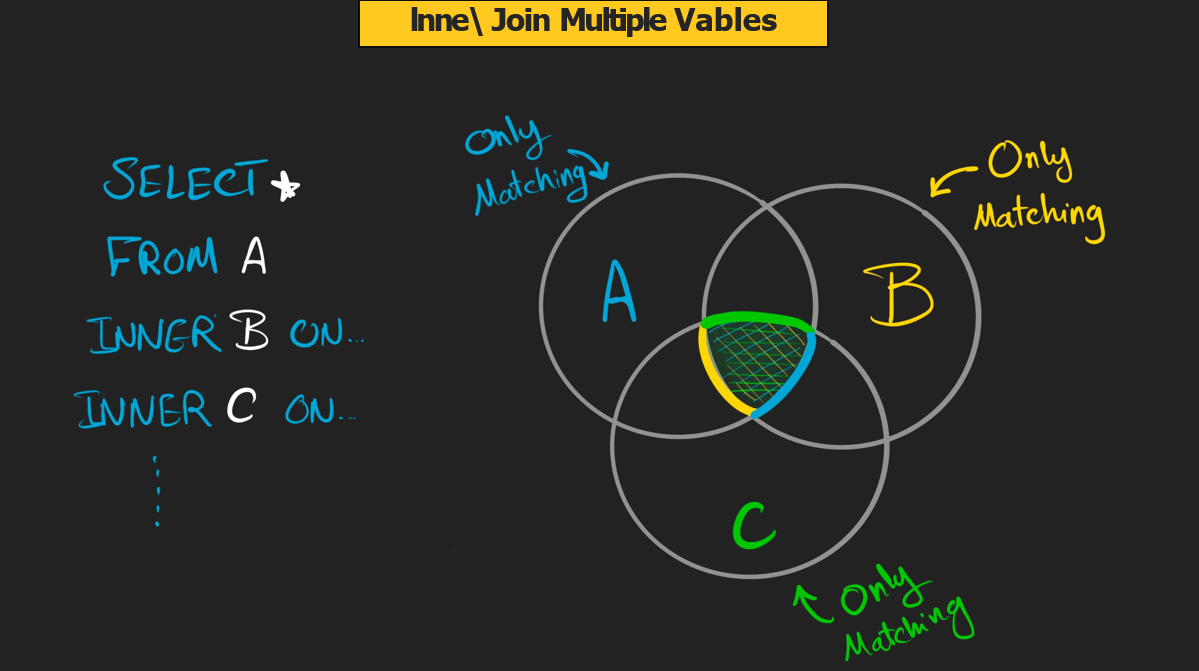 Inne\ Join Multiple Vables
SELECT *
FROM A
INNER B ON...
INNER C ON...
Only
Matching
Only
Matching
A
B
C
Only
Matching